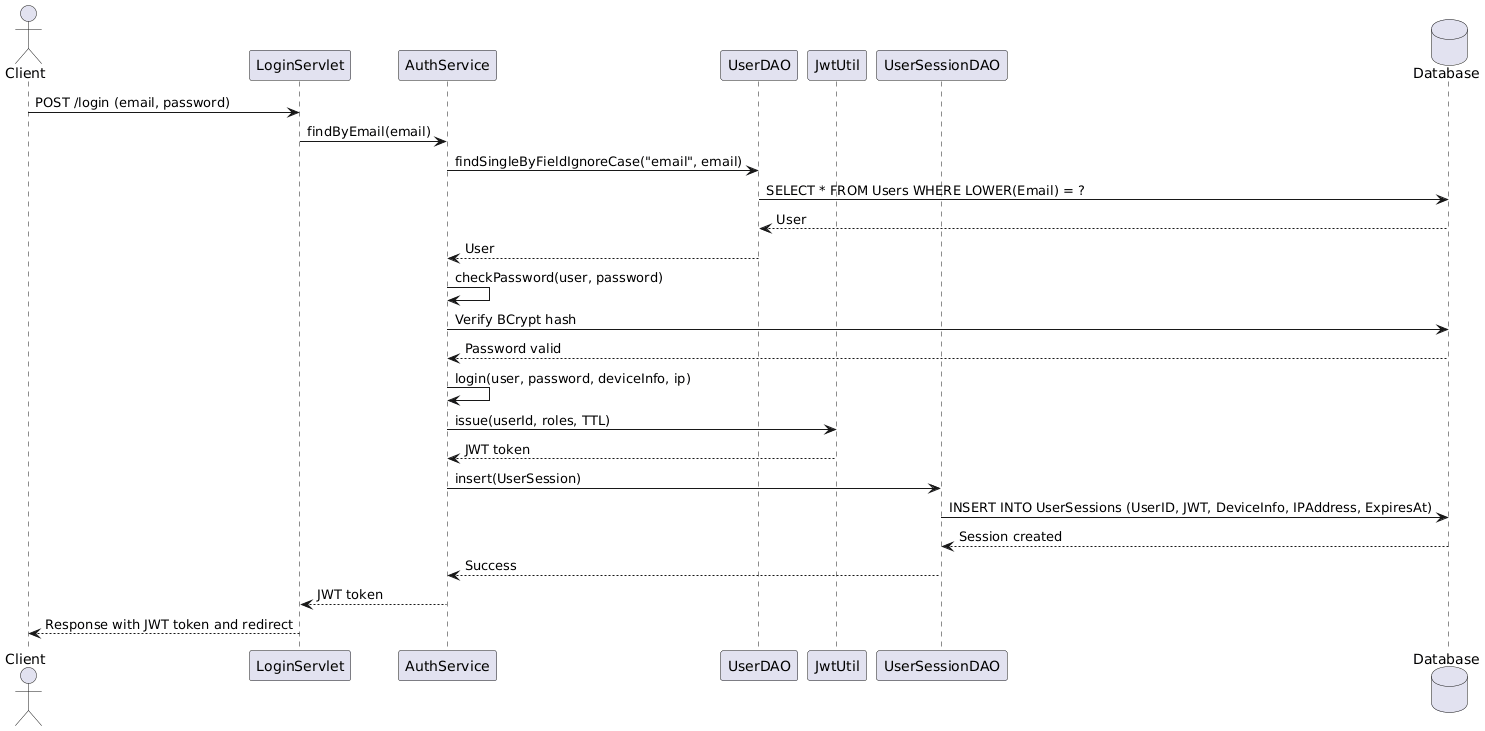 Client
LoginServlet
AuthService
UserDAO
JwtUtil
UserSessionDAO
Database
POST /login (email, password)
findByEmail(email)
findSingleByFieldIgnoreCase("email", email)
SELECT * FROM Users WHERE LOWER(Email) = ?
User
User
checkPassword(user, password)
Verify BCrypt hash
Password valid
login(user, password, deviceInfo, ip)
issue(userId, roles, TTL)
JWT token
insert(UserSession)
INSERT INTO UserSessions (UserID, JWT, DeviceInfo, IPAddress, ExpiresAt)
Session created
Success
JWT token
Response with JWT token and redirect
Client
LoginServlet
AuthService
UserDAO
JwtUtil
UserSessionDAO
Database